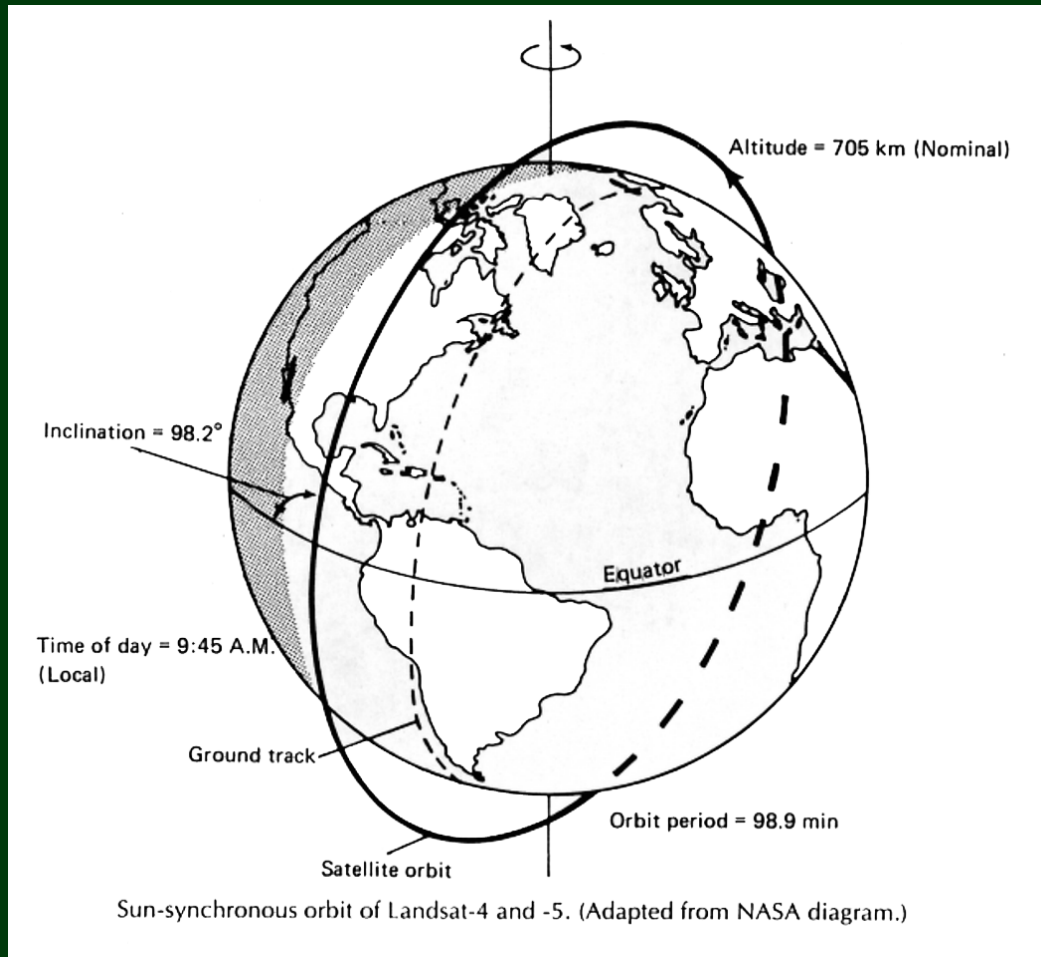 Altitude = 705 km (Nominal)
Inclination = 98.2°
Equator
Time of day = 9:45 A.M.
(Local)
Ground track
Orbit period = 98.9 min
Satellite orbit
Sun-synchronous orbit of Landsat-4 and -5. (Adapted from NASA diagram.)